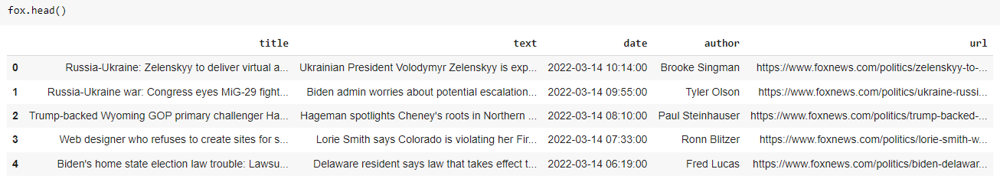 fox.head()
title text date author url
0 Russia-Ukraine: Zelenskyy to deliver virtual a... Ukrainian President Volodymyr Zelenskyy is exp... 2022-03-14 10:14:00 Brooke Singman https://www.foxnews.com/politics/zelenskyy-to-...
1 Russia-Ukraine war: Congress eyes MiG-29 fight... Biden admin worries about potential escalation... 2022-03-14 09:55:00 Tyler Olson https://www.foxnews.com/politics/ukraine-russi...
2 Trump-backed Wyoming GOP primary challenger Ha... Hageman spotlights Cheney's roots in Northern ... 2022-03-14 08:10:00 Paul Steinhauser https://www.foxnews.com/politics/trump-backed-...
3 Web designer who refuses to create sites for s... Lorie Smith says Colorado is violating her Fir... 2022-03-14 07:33:00 Ronn Blitzer https://www.foxnews.com/politics/lorie-smith-w...
4 Biden's home state election law trouble: Lawsu... Delaware resident says law that takes effect t... 2022-03-14 06:19:00 Fred Lucas https://www.foxnews.com/politics/biden-delawar...